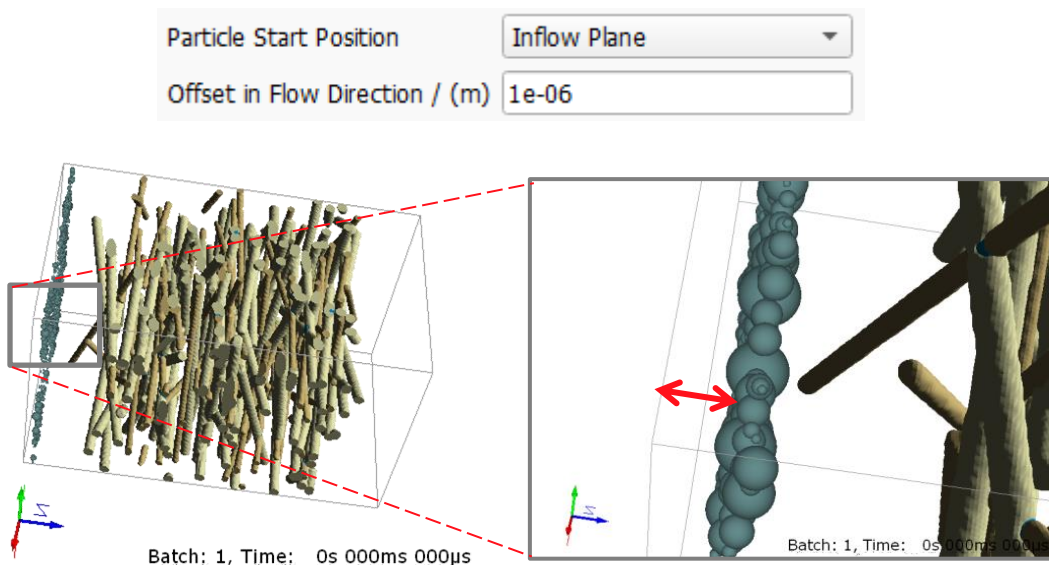 Particle Start Position Inflow Plane
Offset in Flow Direction / (m) 1e-06
Z
Z
Batch: 1, Time: 0s 000ms 000µs
Batch: 1, Time: 0s 000ms 000µs